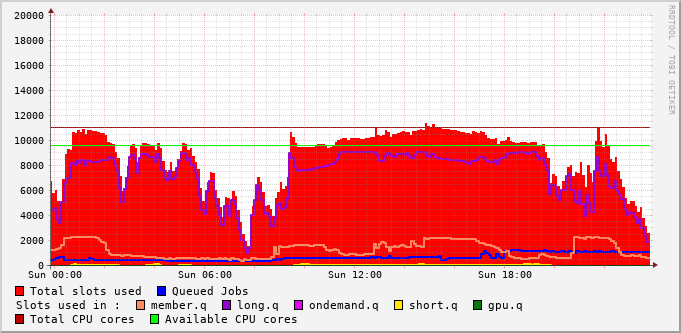 20000
18000
16000
14000
12000
10000
8000
6000
4000
2000
0
Sun 00:00 Sun 06:00 Sun 12:00 Sun 18:00
RRDTOOL / TOBI OETIKER
Total slots used Queued Jobs
Slots used in : member.q long.q ondemand.q short.q gpu.q
Total CPU cores Available CPU cores